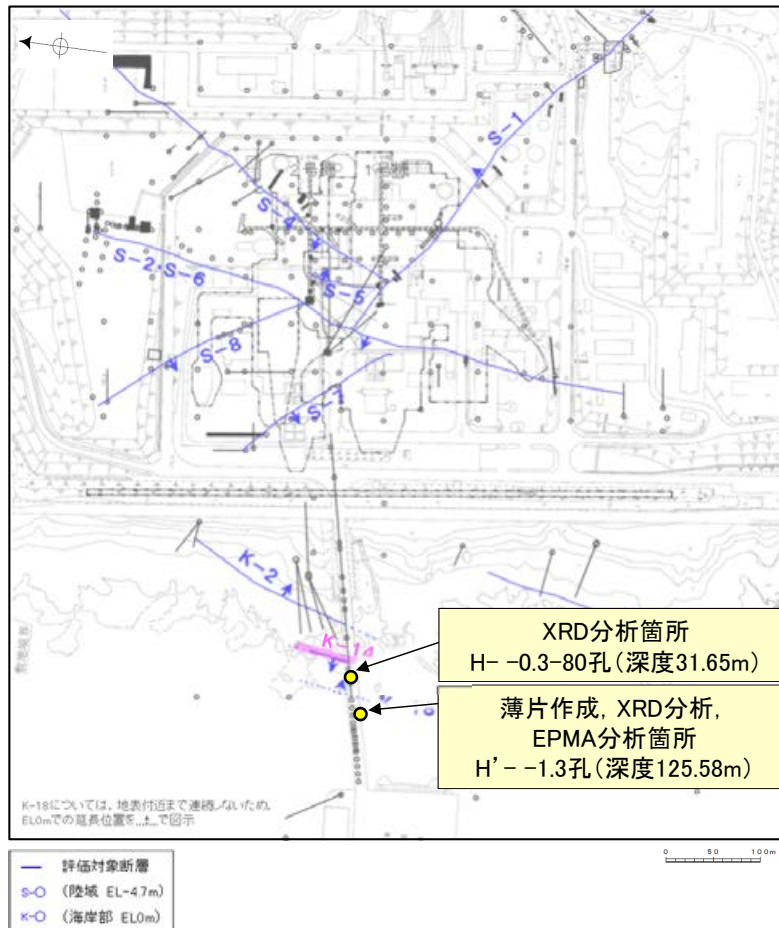 S-1
2号機
1号機
S-4
S-2・S-6
S-5
S-8
S-7
K-2
K-14
XRD分析箇所
H- -0.3-80孔(深度31.65m)
薄片作成, XRD分析,
EPMA分析箇所
H’- -1.3孔(深度125.58m)
敷地境界
K-18については、地表付近まで連続しないため、
EL0mでの延長位置を で図示
評価対象断層
S-○ (陸域 EL-4.7m)
K-○ (海岸部 EL0m)
0 50 100m